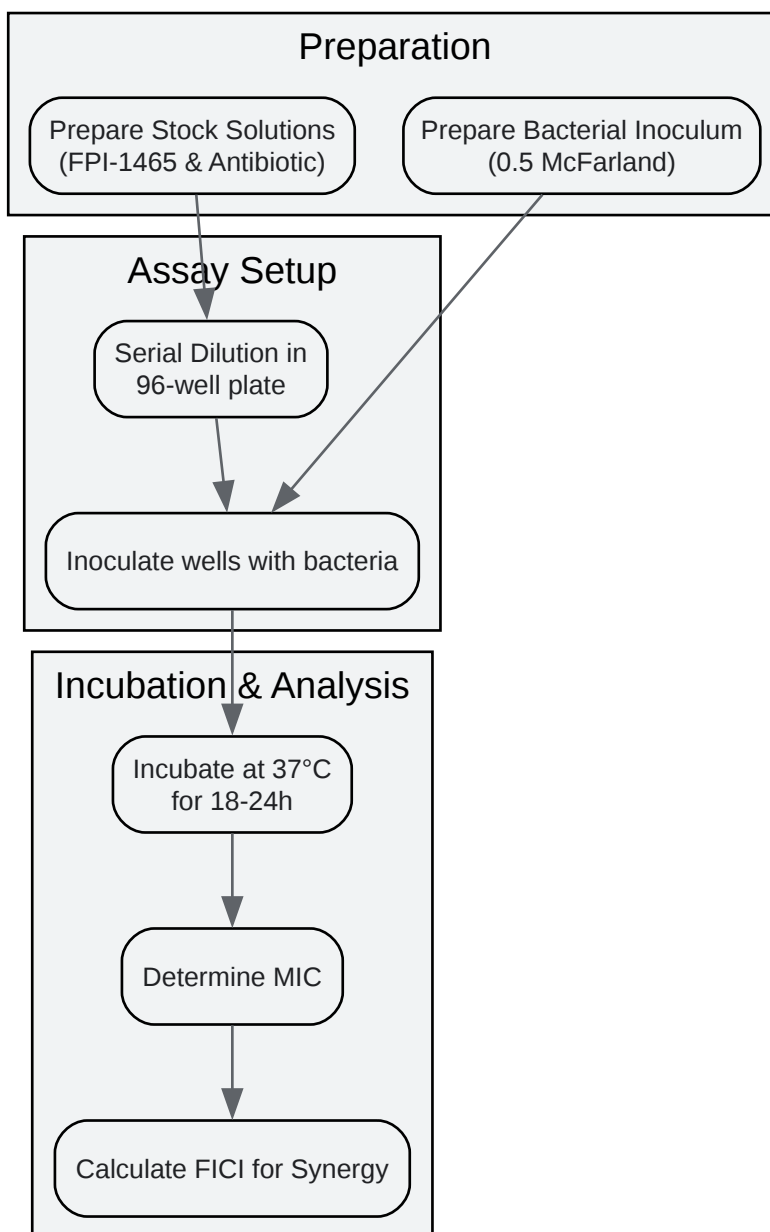 Preparation
Prepare Stock Solutions
(FPI-1465 & Antibiotic)
Prepare Bacterial Inoculum
(0.5 McFarland)
Assay Setup
Serial Dilution in
96-well plate
Inoculate wells with bacteria
Incubation & Analysis
Incubate at 37°C
for 18-24h
Determine MIC
Calculate FICI for Synergy